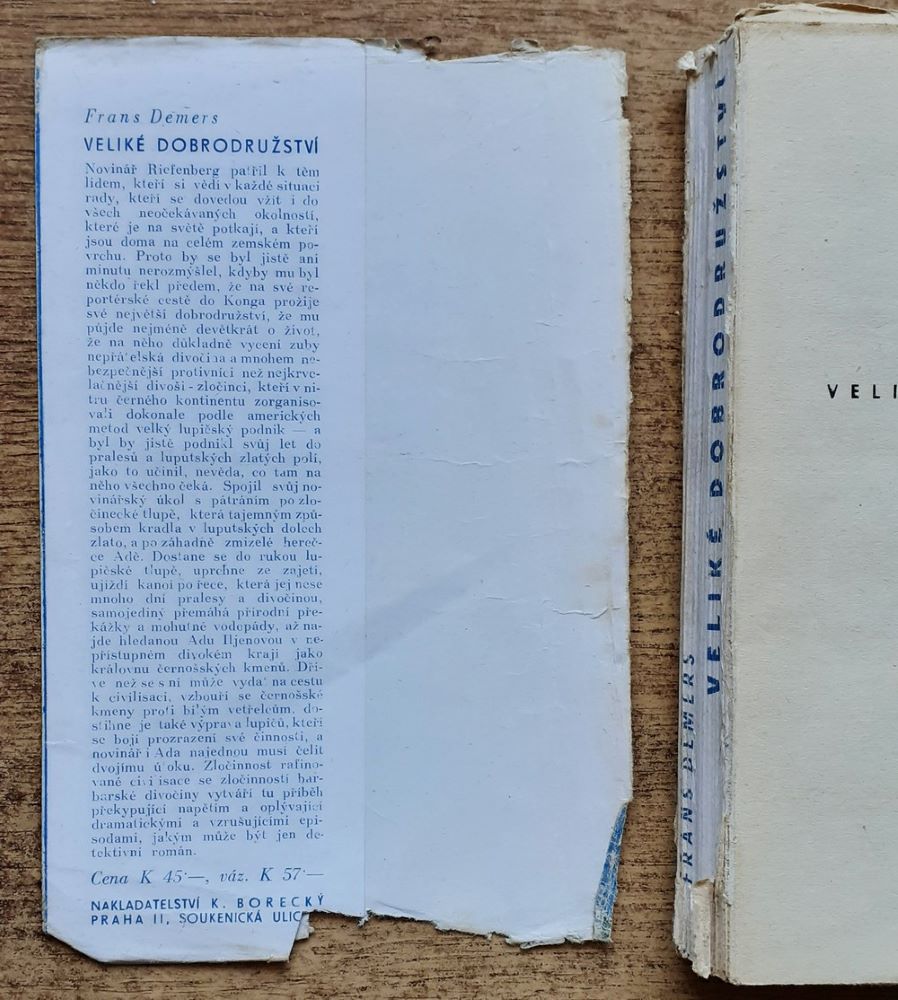 Frans Demers
VELIKÉ DOBRODRUŽSTVÍ
Novinář Riefenberg patřil k těm
lidem, kteří si vědí v každé situaci
rady, kteří se dovedou vžít i do
všech neočekávaných okolností,
které je na světě potkají, a kteří
jsou doma na celém zemském po-
vrchu. Proto by se byl jistě ani
minutu nerozmýšlel, kdyby mu byl
někdo řekl předem, že na své re-
portérské cestě do Konga prožije
své největší dobrodružství, že mu
půjde nejméně devětkrát o život,
že na něho důkladně vycení zuby
nepřátelská divočina a mnohem ne-
bezpečnější protivníci než nejkrve-
lačnější divoši - zločinci, kteří v ni-
tru černého kontinentu zorganiso-
vali dokonale podle amerických
metod velký lupičský podnik — a
byl by jistě podnikl svůj let do
pralesů a luputských zlatých polí,
jako to učinil, nevěda, co tam na
něho všechno čeká. Spojil svůj no-
vinářský úkol s pátráním po zlo-
činecké tlupě, která tajemným způ-
sobem kradla v luputských dolech
zlato, a po záhadně zmizelé hereč-
ce Adě. Dostane se do rukou lu-
pičské tlupě, uprchne ze zajetí,
ujíždí kanoi po řece, která jej nese
mnoho dní pralesy a divočinou,
samojediný přemáhá přírodní pře-
kážky a mohutné vodopády, až na-
jde hledanou Adu Iljenovou v ne-
přístupném divokém kraji jako
královnu černošských kmenů. Dří-
ve než se s ní může vydat na cestu
k civilisaci, vzbouří se černošské
kmeny proti bílým vetřelcům, do-
stihne je také výprava lupičů, kteří
se bojí prozrazení své činnosti, a
novinář i Ada najednou musí čelit
dvojímu útoku. Zločinnost rafino-
vané civilisace se zločinností bar-
barské divočiny vytváří tu příběh
překypující napětím a oplývající
dramatickými a vzrušujícími epi-
sodami, jakým může být jen de-
tektivní román.
Cena K 45·—, váz. K 57·—
NAKLADATELSTVÍ K. BORECKÝ
PRAHA II, SOUKENICKÁ ULIC
FRANS DEMERS
VELIKÉ DOBRODRUŽSTVÍ
VELI